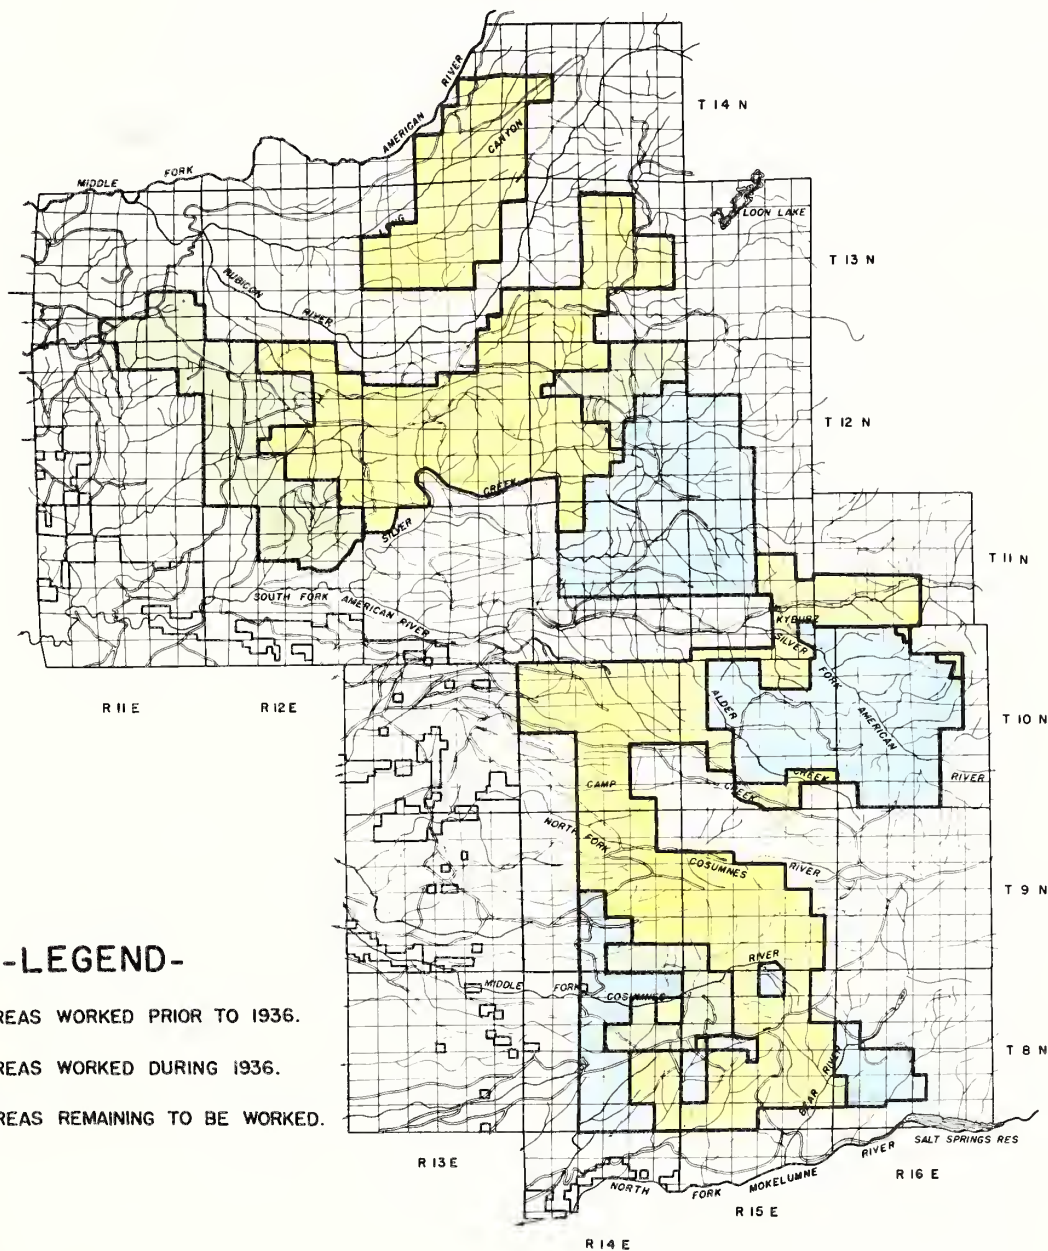 AMERICAN RIVER
T 14 N
CANYON
MIDDLE FORK
LOON LAKE
T 13 N
RUBICON RIVER
T 12 N
SILVER CREEK
T 11 N
SOUTH FORK AMERICAN RIVER
KYBURZ
SILVER FORK AMERICAN RIVER
ALDER CREEK
R 11 E
R 12 E
T 10 N
CAMP CREEK
NORTH FORK COSUMNES RIVER
T 9 N
-LEGEND-
REAS WORKED PRIOR TO 1936.
REAS WORKED DURING 1936.
REAS REMAINING TO BE WORKED.
MIDDLE FORK COSUMNES RIVER
T 8 N
BEAR RIVER
SALT SPRINGS RES
R 13 E
NORTH FORK MOKELUMNE RIVER
R 16 E
R 15 E
R 14 E